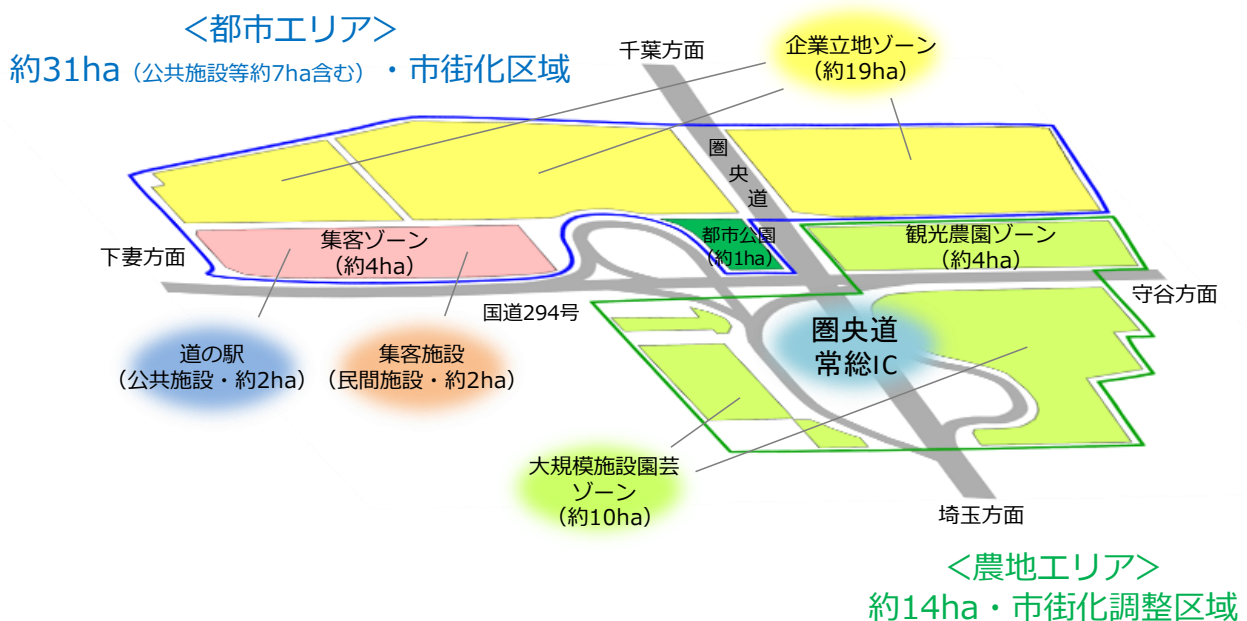 ＜都市エリア＞
約31ha（公共施設等約7ha含む）・市街化区域
千葉方面
企業立地ゾーン
（約19ha）
圏央道
下妻方面
集客ゾーン
（約4ha）
都市公園
（約1ha）
観光農園ゾーン
（約4ha）
守谷方面
国道294号
圏央道
常総IC
道の駅
（公共施設・約2ha）
集客施設
（民間施設・約2ha）
大規模施設園芸
ゾーン
（約10ha）
埼玉方面
＜農地エリア＞
約14ha・市街化調整区域